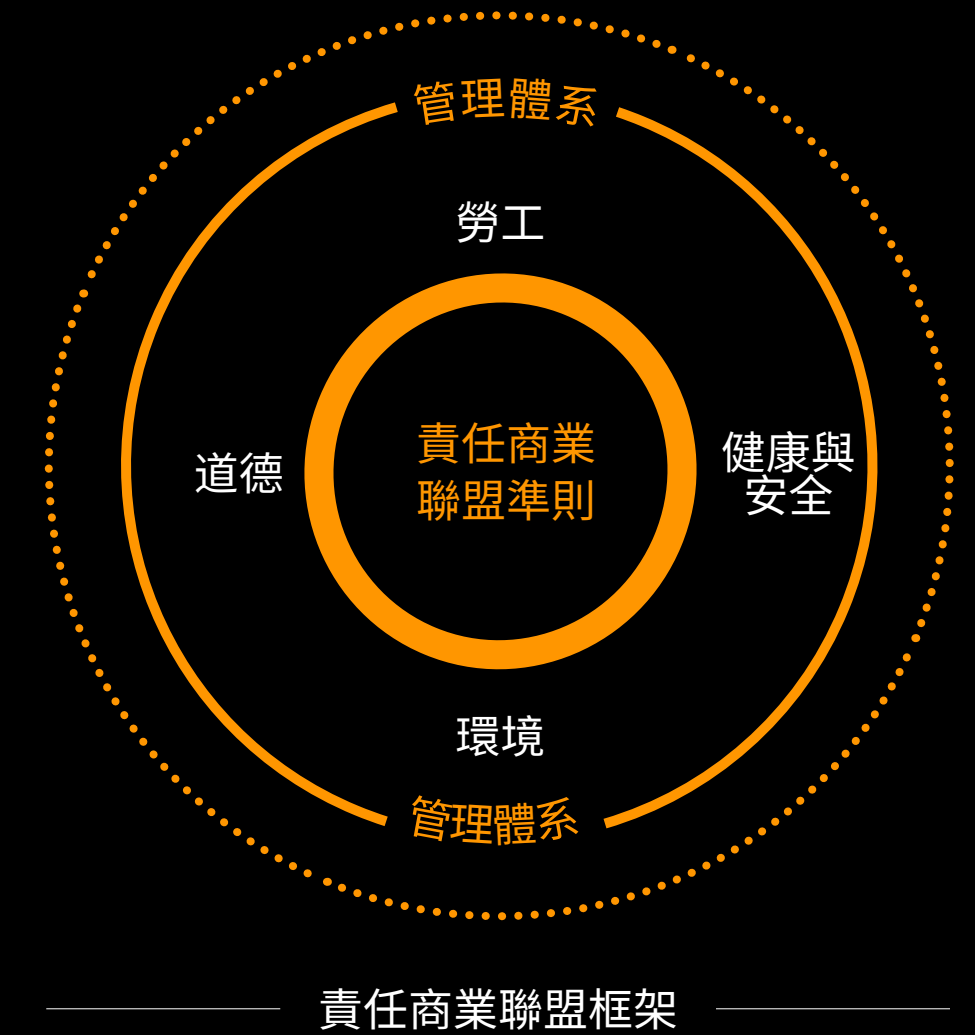 管理體系
勞工
責任商業
聯盟準則
道德
健康與
安全
環境
管理體系
責任商業聯盟框架